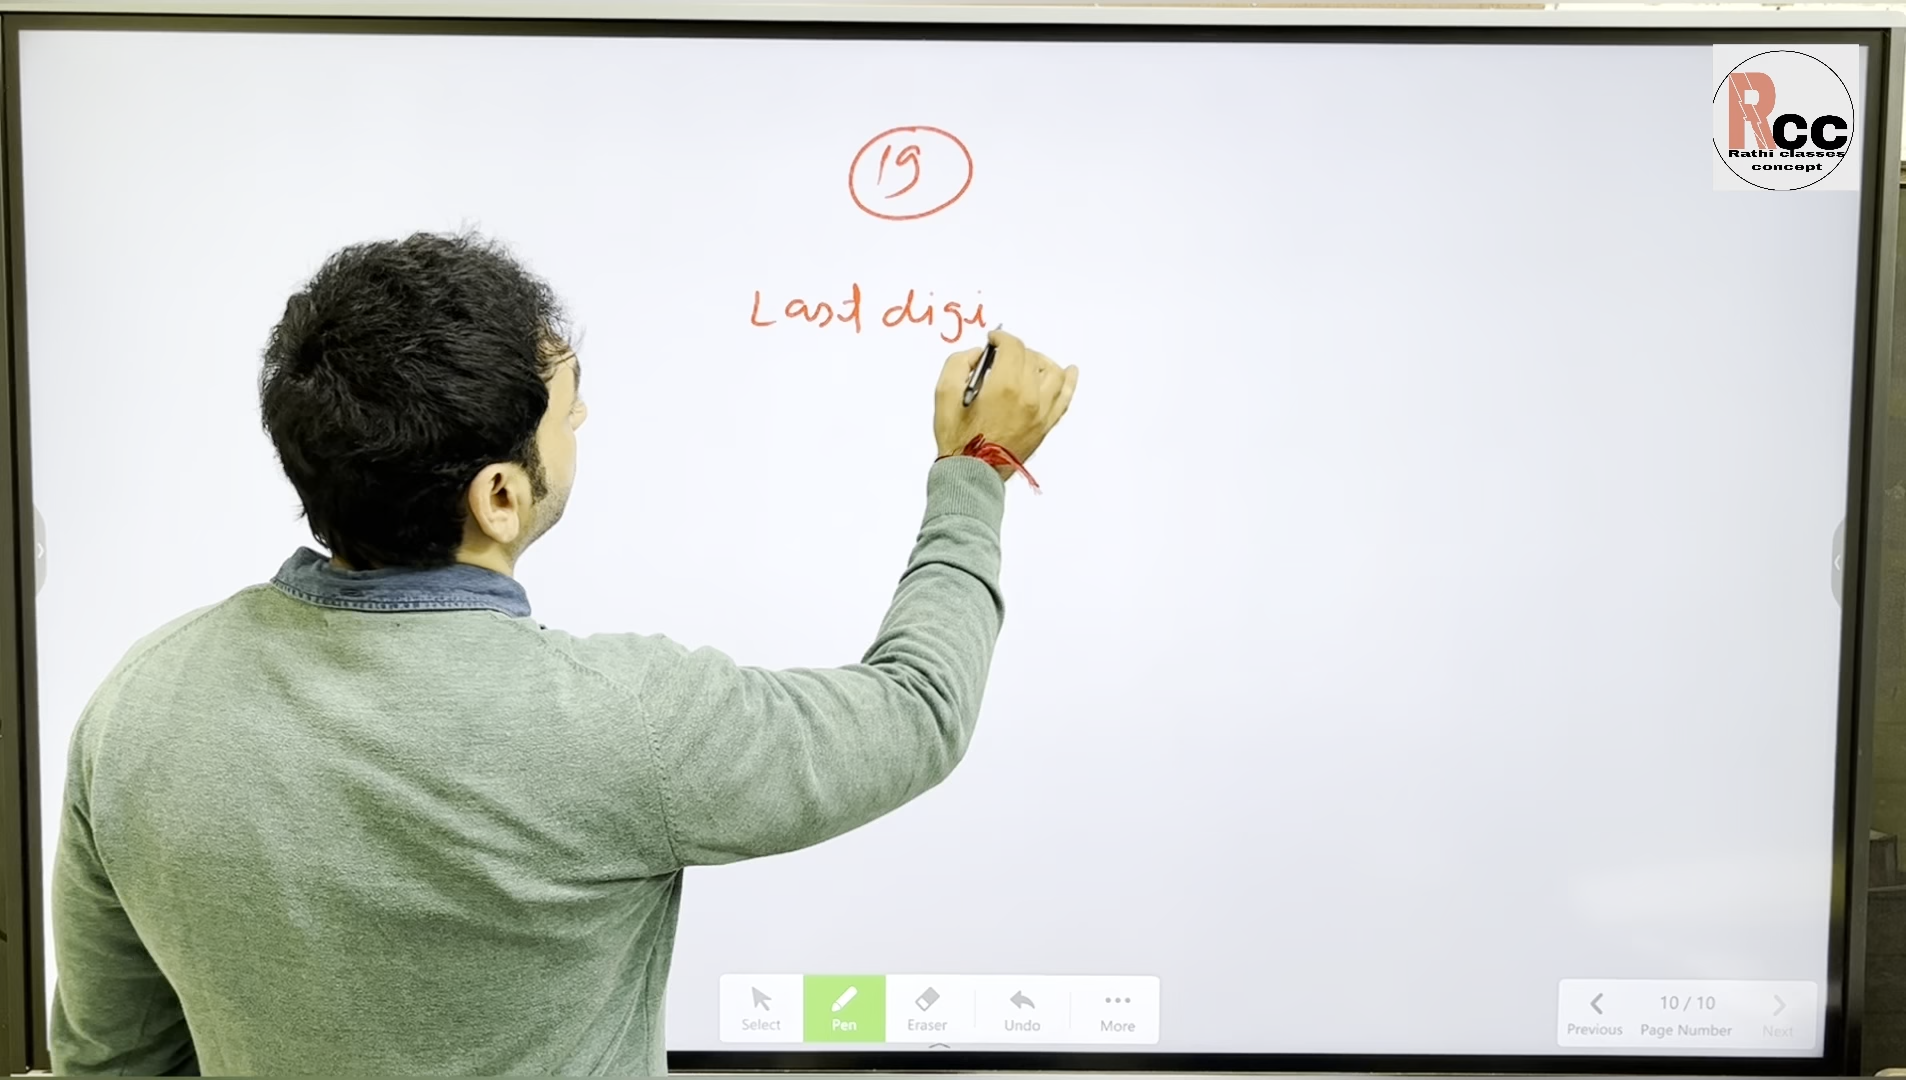 Rcc
Rathi classes
concept
19
Last digi
Select
Pen
Eraser
Undo
More
10 / 10
Previous
Page Number
Next